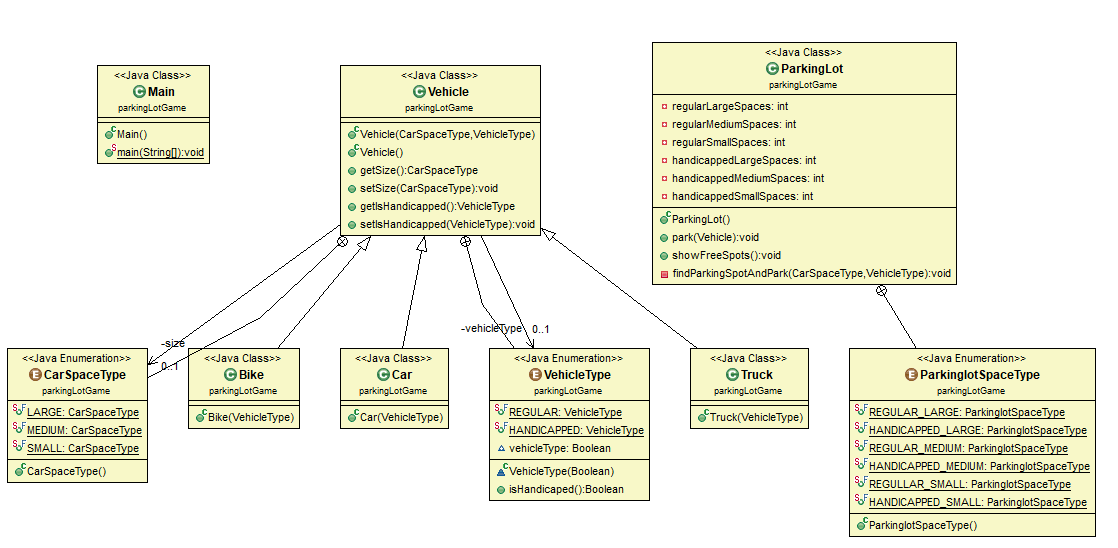 <<Java Class>>
Main
parkingLotGame
Main()
main(String[]):void
<<Java Class>>
Vehicle
parkingLotGame
Vehicle(CarSpaceType,VehicleType)
Vehicle()
getSize():CarSpaceType
setSize(CarSpaceType):void
getIsHandicapped():VehicleType
setIsHandicapped(VehicleType):void
<<Java Class>>
ParkingLot
parkingLotGame
regularLargeSpaces: int
regularMediumSpaces: int
regularSmallSpaces: int
handicappedLargeSpaces: int
handicappedMediumSpaces: int
handicappedSmallSpaces: int
ParkingLot()
park(Vehicle):void
showFreeSpots():void
findParkingSpotAndPark(CarSpaceType,VehicleType):void
-size
0..1
-vehicleType
0..1
<<Java Enumeration>>
CarSpaceType
parkingLotGame
LARGE: CarSpaceType
MEDIUM: CarSpaceType
SMALL: CarSpaceType
CarSpaceType()
<<Java Class>>
Bike
parkingLotGame
Bike(VehicleType)
<<Java Class>>
Car
parkingLotGame
Car(VehicleType)
<<Java Enumeration>>
VehicleType
parkingLotGame
REGULAR: VehicleType
HANDICAPPED: VehicleType
vehicleType: Boolean
VehicleType(Boolean)
isHandicaped():Boolean
<<Java Class>>
Truck
parkingLotGame
Truck(VehicleType)
<<Java Enumeration>>
ParkinglotSpaceType
parkingLotGame
REGULAR_LARGE: ParkinglotSpaceType
HANDICAPPED_LARGE: ParkinglotSpaceType
REGULAR_MEDIUM: ParkinglotSpaceType
HANDICAPPED_MEDIUM: ParkinglotSpaceType
REGULLAR_SMALL: ParkinglotSpaceType
HANDICAPPED_SMALL: ParkinglotSpaceType
ParkinglotSpaceType()